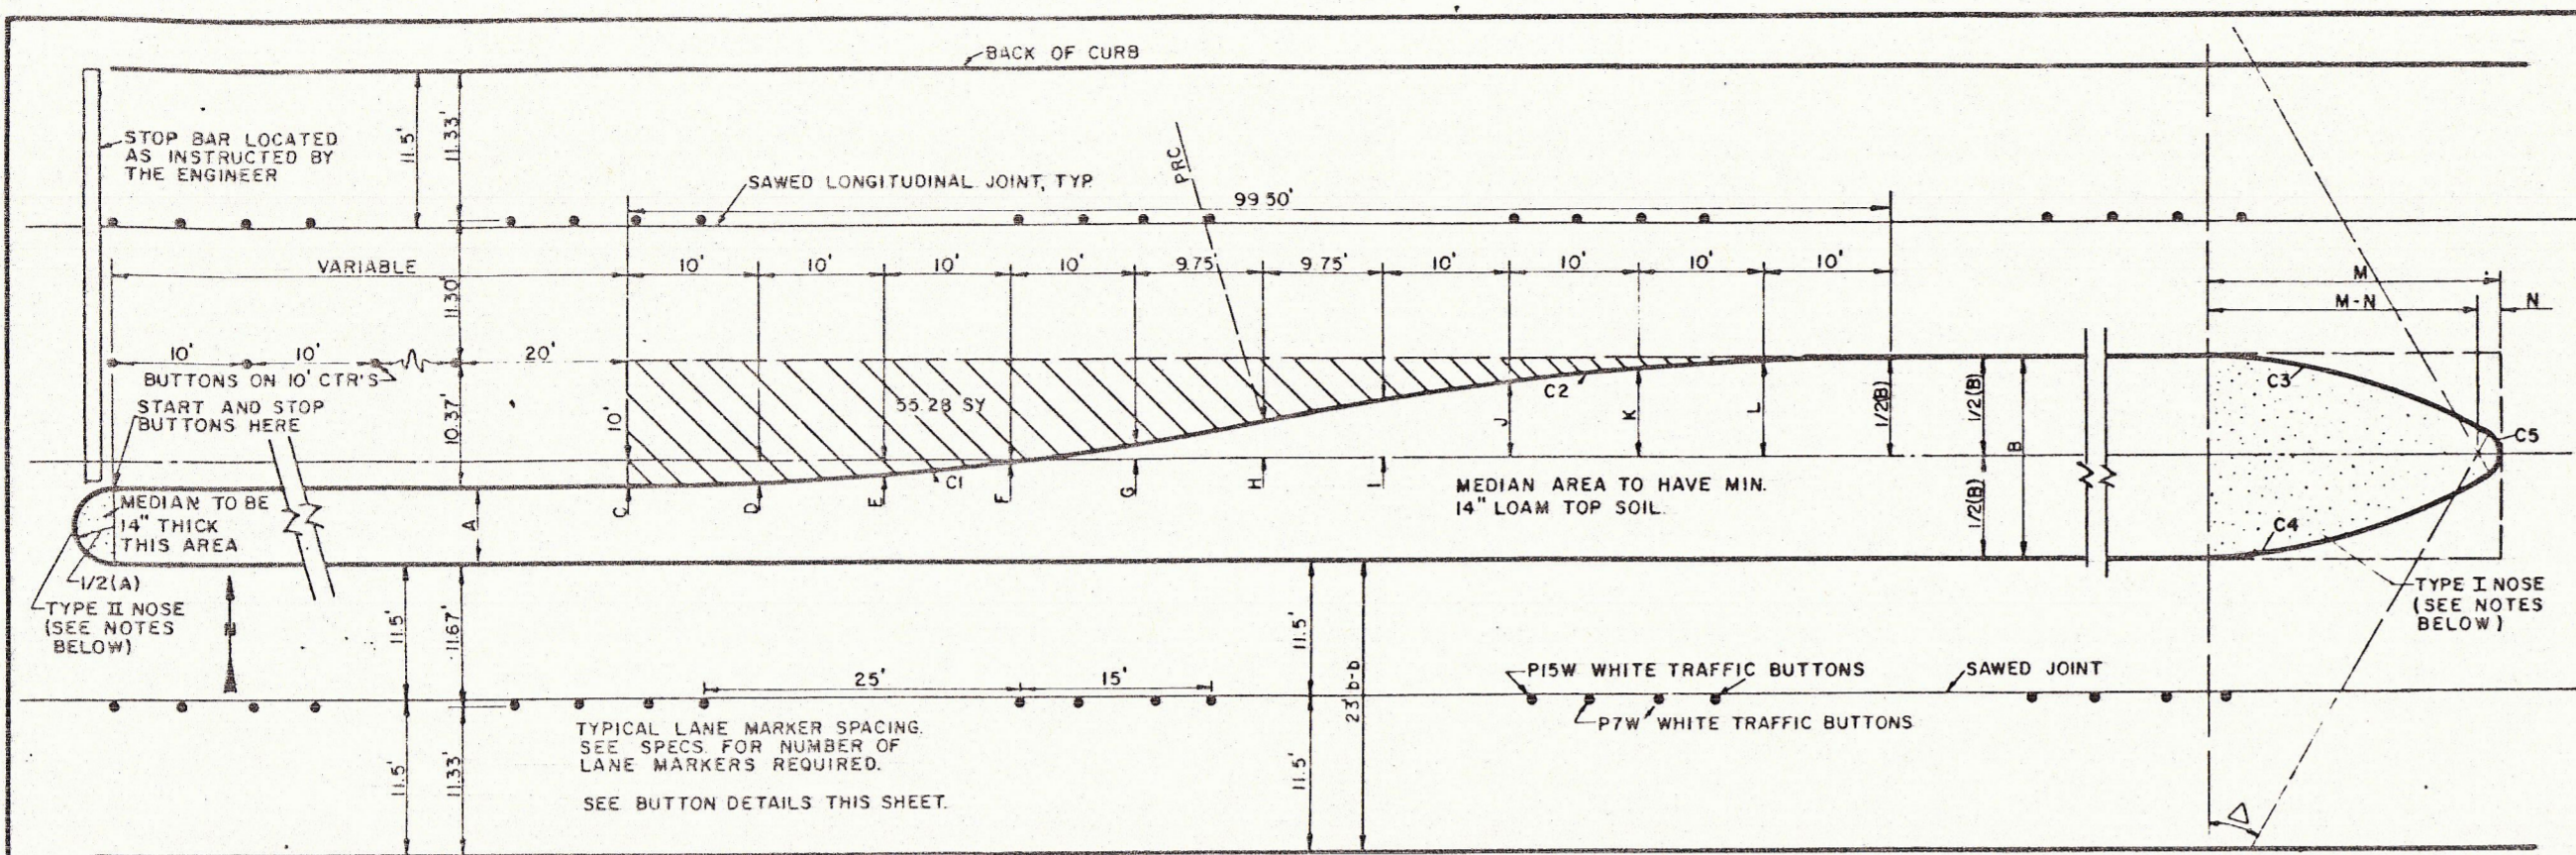 BACK OF CURB
STOP BAR LOCATED
AS INSTRUCTED BY
THE ENGINEER
11.5'
11.33'
SAWED LONGITUDINAL JOINT, TYP.
PRC
99.50'
VARIABLE
10'
10'
10'
10'
9.75'
9.75'
10'
10'
10'
10'
M
M-N
N
11.30'
10'
10'
20'
BUTTONS ON 10' CTR'S
START AND STOP
BUTTONS HERE
10.37'
10'
55.28 SY
C1
C2
C3
C4
C5
MEDIAN TO BE
14" THICK
THIS AREA
A
C
D
E
F
G
H
I
J
K
L
1/2(B)
1/2(B)
1/2(B)
B
MEDIAN AREA TO HAVE MIN.
14" LOAM TOP SOIL.
1/2(A)
TYPE II NOSE
(SEE NOTES
BELOW)
N
TYPE I NOSE
(SEE NOTES
BELOW)
11.5'
11.67'
11.5'
23' b-b
25'
15'
P15W WHITE TRAFFIC BUTTONS
SAWED JOINT
P7W WHITE TRAFFIC BUTTONS
TYPICAL LANE MARKER SPACING.
SEE SPECS. FOR NUMBER OF
LANE MARKERS REQUIRED.
SEE BUTTON DETAILS THIS SHEET.
11.5'
11.33'
11.5'
Δ